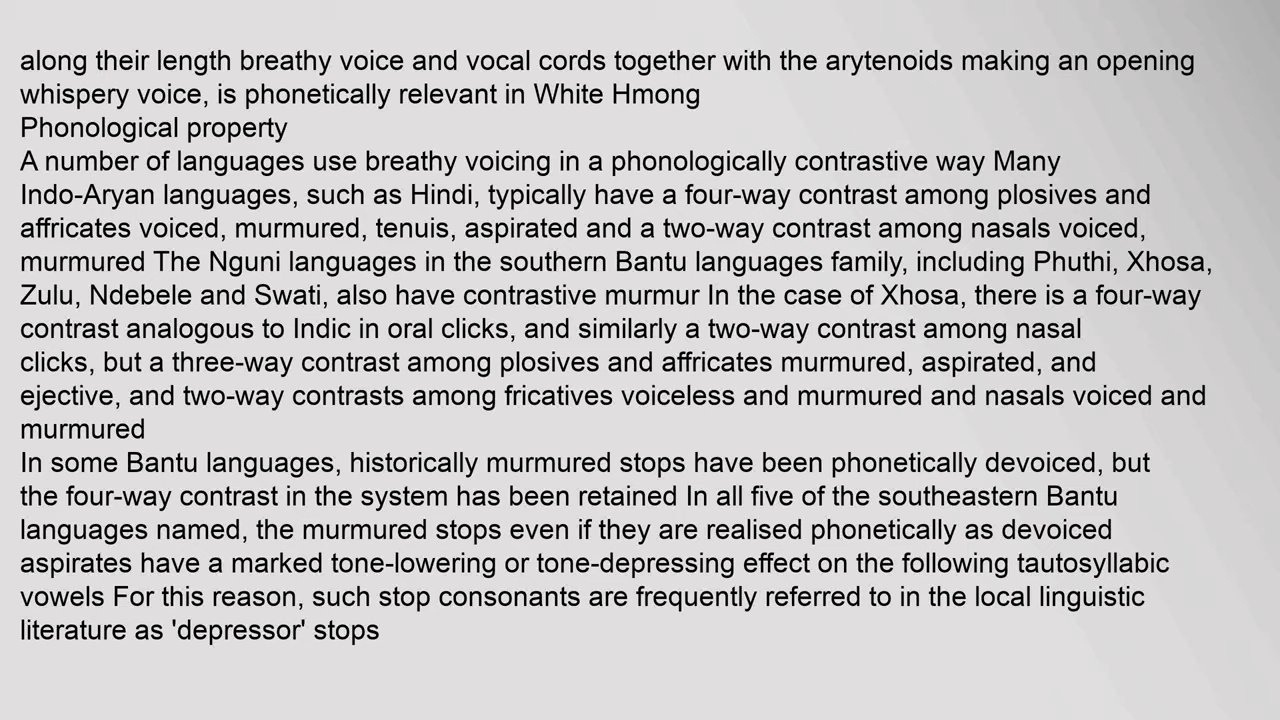 along their length breathy voice and vocal cords together with the arytenoids making an opening
whispery voice, is phonetically relevant in White Hmong
Phonological property
A number of languages use breathy voicing in a phonologically contrastive way Many
Indo-Aryan languages, such as Hindi, typically have a four-way contrast among plosives and
affricates voiced, murmured, tenuis, aspirated and a two-way contrast among nasals voiced,
murmured The Nguni languages in the southern Bantu languages family, including Phuthi, Xhosa,
Zulu, Ndebele and Swati, also have contrastive murmur In the case of Xhosa, there is a four-way
contrast analogous to Indic in oral clicks, and similarly a two-way contrast among nasal
clicks, but a three-way contrast among plosives and affricates murmured, aspirated, and
ejective, and two-way contrasts among fricatives voiceless and murmured and nasals voiced and
murmured
In some Bantu languages, historically murmured stops have been phonetically devoiced, but
the four-way contrast in the system has been retained In all five of the southeastern Bantu
languages named, the murmured stops even if they are realised phonetically as devoiced
aspirates have a marked tone-lowering or tone-depressing effect on the following tautosyllabic
vowels For this reason, such stop consonants are frequently referred to in the local linguistic
literature as 'depressor' stops